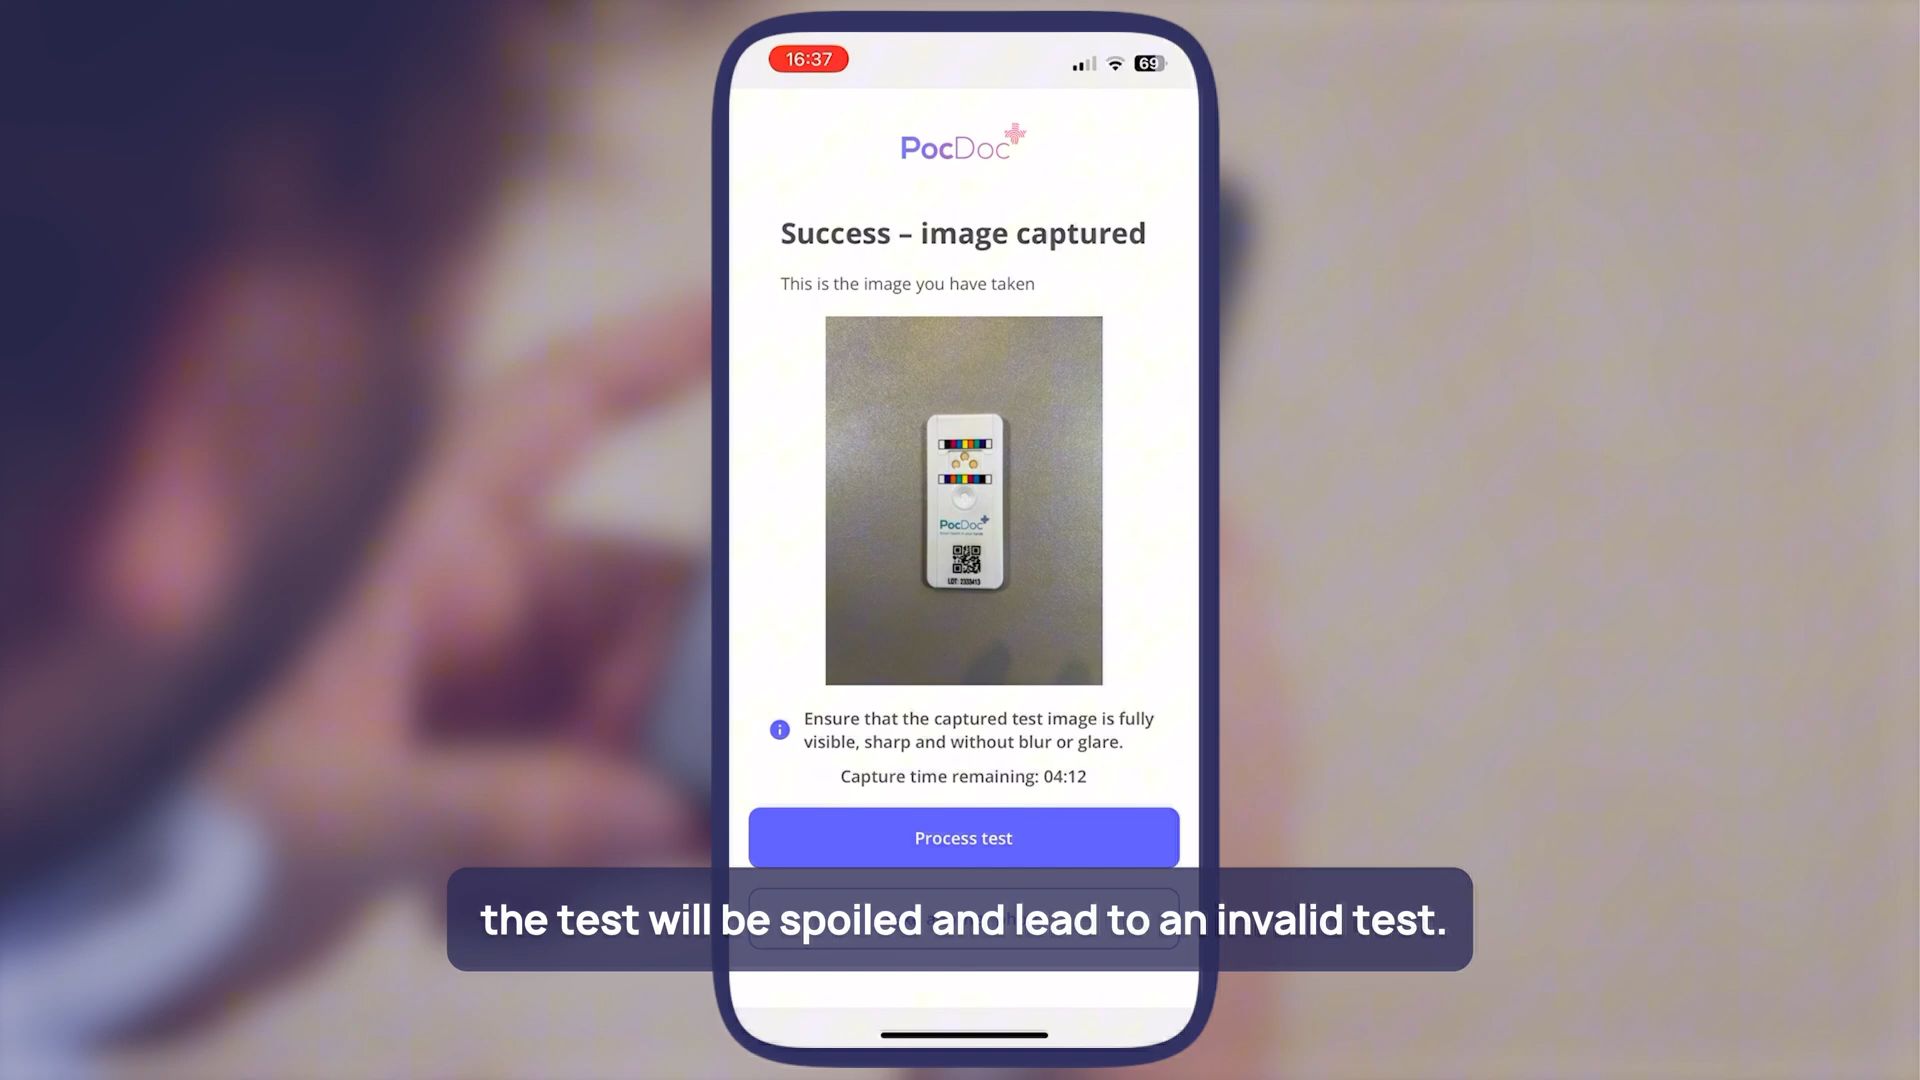 16:37
69
PocDoc
Success – image captured
This is the image you have taken
PocDoc
LOT: 2333413
Ensure that the captured test image is fully
visible, sharp and without blur or glare.
Capture time remaining: 04:12
Process test
the test will be spoiled and lead to an invalid test.